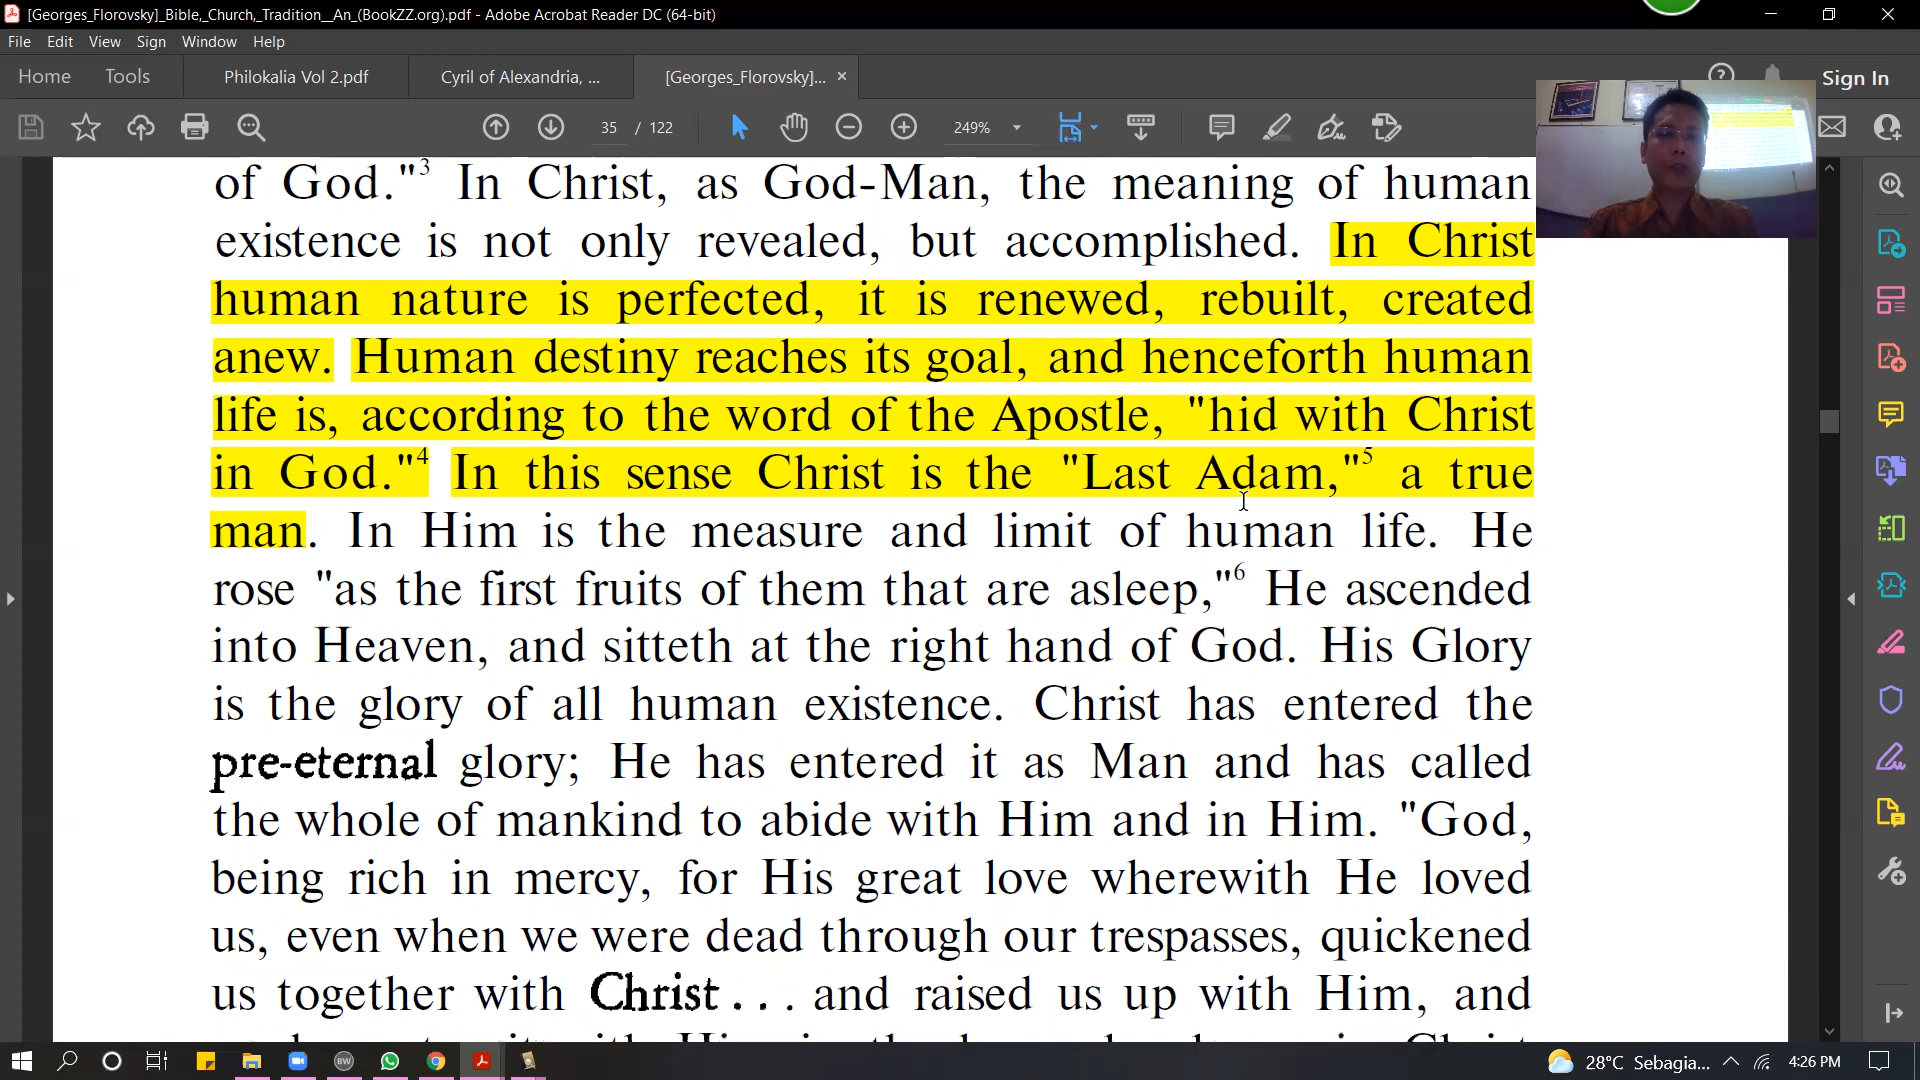 [Georges_Florovsky]_Bible,_Church,_Tradition__An_(BookZZ.org).pdf - Adobe Acrobat Reader DC (64-bit)
File Edit View Sign Window Help
Home Tools Philokalia Vol 2.pdf Cyril of Alexandria, ... [Georges_Florovsky]... × Sign In
35 / 122 249%
of God."3 In Christ, as God-Man, the meaning of human
existence is not only revealed, but accomplished. In Christ
human nature is perfected, it is renewed, rebuilt, created
anew. Human destiny reaches its goal, and henceforth human
life is, according to the word of the Apostle, "hid with Christ
in God."4 In this sense Christ is the "Last Adam,"5 a true
man. In Him is the measure and limit of human life. He
rose "as the first fruits of them that are asleep,"6 He ascended
into Heaven, and sitteth at the right hand of God. His Glory
is the glory of all human existence. Christ has entered the
pre-eternal glory; He has entered it as Man and has called
the whole of mankind to abide with Him and in Him. "God,
being rich in mercy, for His great love wherewith He loved
us, even when we were dead through our trespasses, quickened
us together with Christ . . . and raised us up with Him, and
BW 28°C Sebagia... 4:26 PM